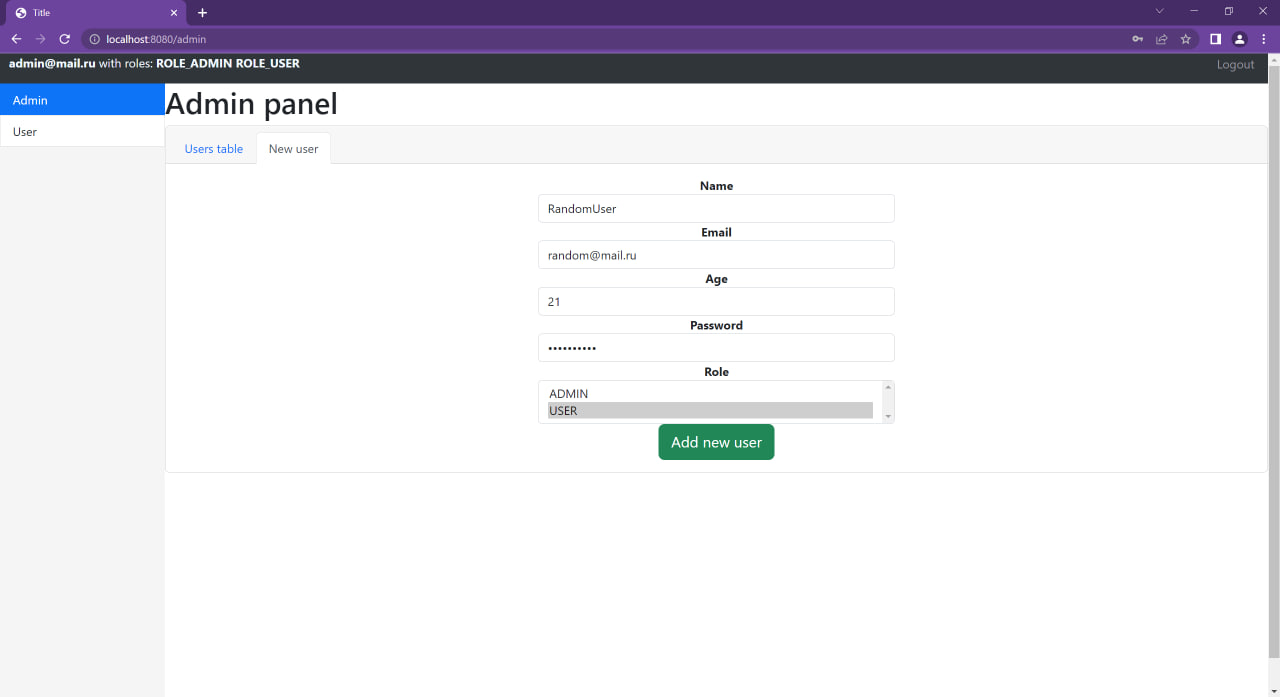 Title
localhost:8080/admin
admin@mail.ru with roles: ROLE_ADMIN ROLE_USER
Logout
Admin
User
Admin panel
Users table
New user
Name
RandomUser
Email
random@mail.ru
Age
21
Password
••••••••••
Role
ADMIN
USER
Add new user